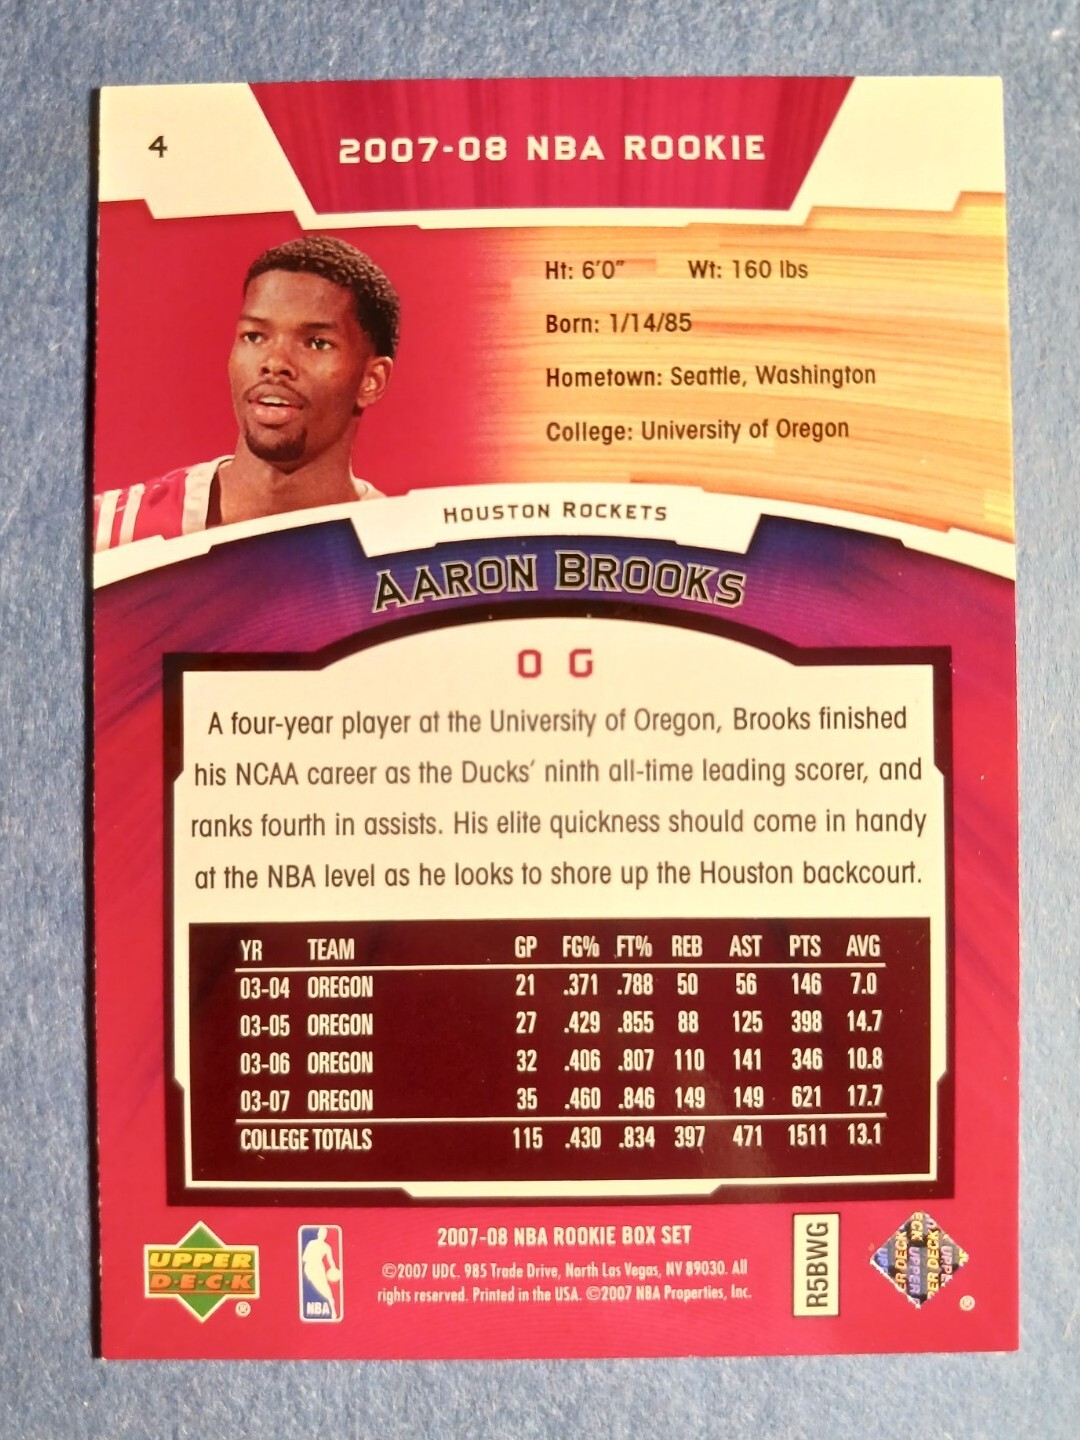 4
2007-08 NBA ROOKIE
Ht: 6'0" Wt: 160 lbs
Born: 1/14/85
Hometown: Seattle, Washington
College: University of Oregon
HOUSTON ROCKETS
AARON BROOKS
O G
A four-year player at the University of Oregon, Brooks finished
his NCAA career as the Ducks' ninth all-time leading scorer, and
ranks fourth in assists. His elite quickness should come in handy
at the NBA level as he looks to shore up the Houston backcourt.
YR TEAM GP FG% FT% REB AST PTS AVG
03-04 OREGON 21 .371 .788 50 56 146 7.0
03-05 OREGON 27 .429 .855 88 125 398 14.7
03-06 OREGON 32 .406 .807 110 141 346 10.8
03-07 OREGON 35 .460 .846 149 149 621 17.7
COLLEGE TOTALS 115 .430 .834 397 471 1511 13.1
UPPER
D·E·C·K
®
NBA
2007-08 NBA ROOKIE BOX SET
©2007 UDC. 985 Trade Drive, North Las Vegas, NV 89030. All
rights reserved. Printed in the USA. ©2007 NBA Properties, Inc.
R5BWG
ER DECK
UPPER
PER DECK
®